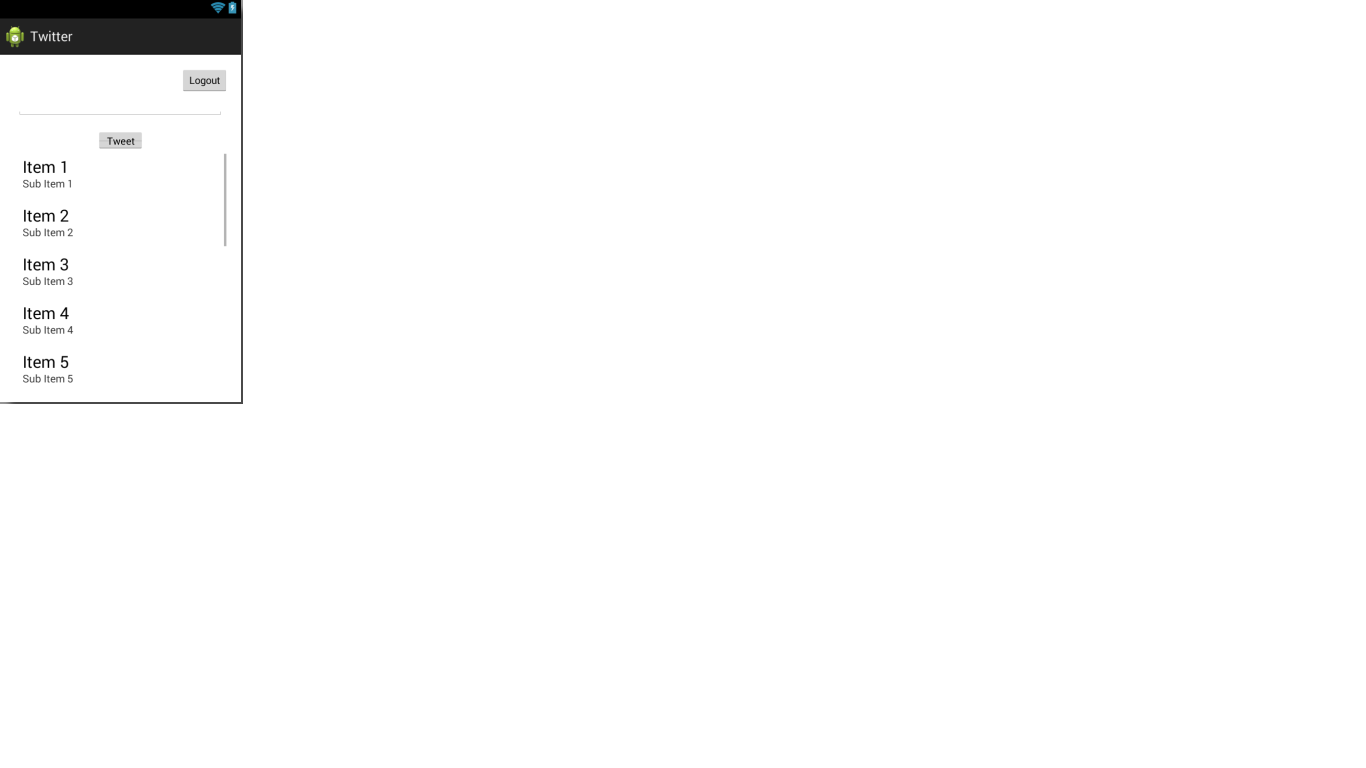 Twitter
Logout
Tweet
Item 1
Sub Item 1
Item 2
Sub Item 2
Item 3
Sub Item 3
Item 4
Sub Item 4
Item 5
Sub Item 5